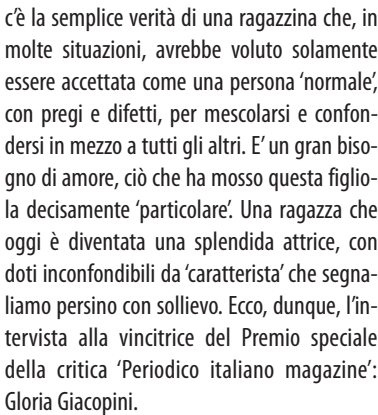 c'è la semplice verità di una ragazzina che, in
molte situazioni, avrebbe voluto solamente
essere accettata come una persona 'normale',
con pregi e difetti, per mescolarsi e confon-
dersi in mezzo a tutti gli altri. E' un gran biso-
gno di amore, ciò che ha mosso questa figlio-
la decisamente 'particolare'. Una ragazza che
oggi è diventata una splendida attrice, con
doti inconfondibili da 'caratterista' che segna-
liamo persino con sollievo. Ecco, dunque, l'in-
tervista alla vincitrice del Premio speciale
della critica 'Periodico italiano magazine':
Gloria Giacopini.